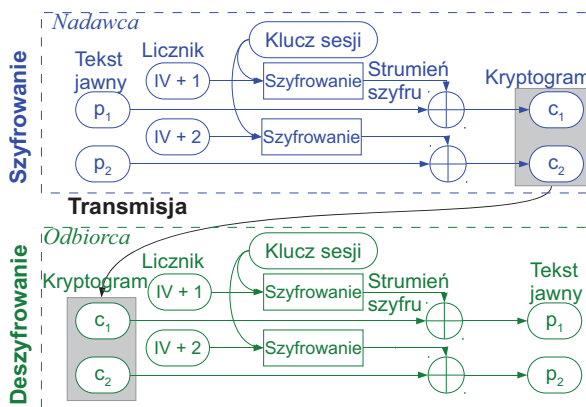 Szyfrowanie
Nadawca
Klucz sesji
Licznik
Tekst
jawny
Strumień
szyfru
Kryptogram
IV + 1
Szyfrowanie
p1
c1
IV + 2
Szyfrowanie
p2
c2
Transmisja
Deszyfrowanie
Odbiorca
Klucz sesji
Licznik
Kryptogram
Strumień
szyfru
Tekst
jawny
IV + 1
Szyfrowanie
c1
p1
IV + 2
Szyfrowanie
c2
p2